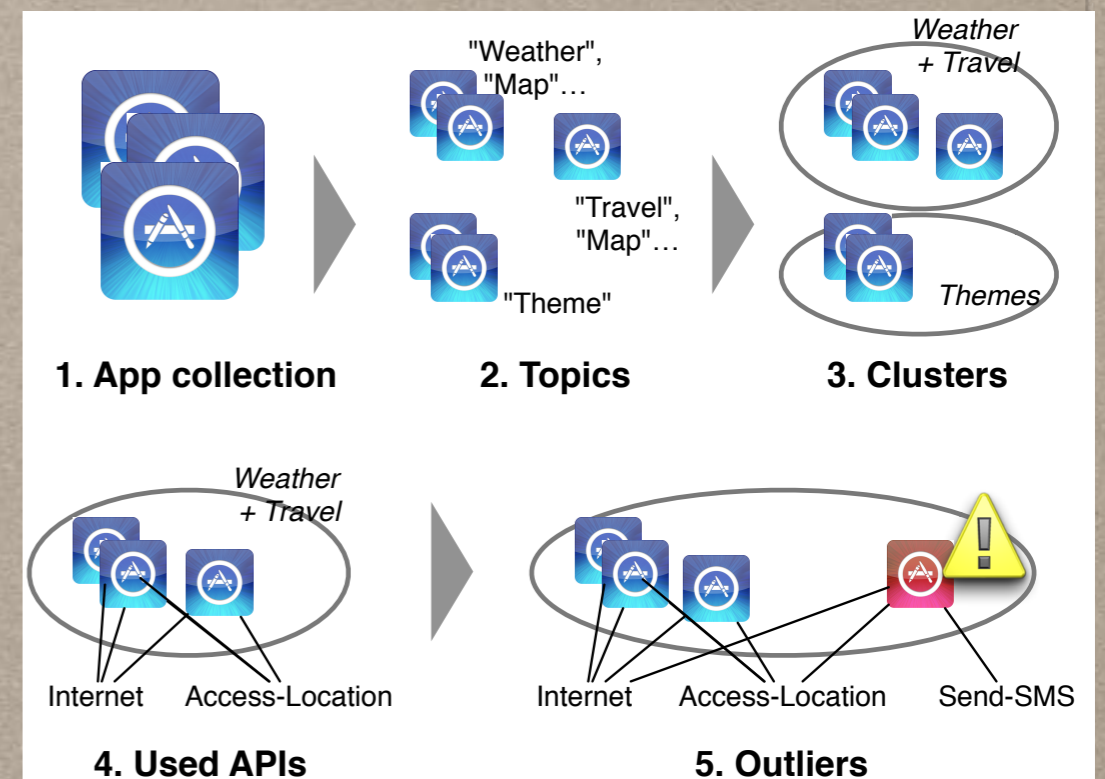 "Weather",
"Map"…
"Travel",
"Map"…
"Theme"
Weather
+ Travel
Themes
1. App collection
2. Topics
3. Clusters
Weather
+ Travel
Internet
Access-Location
Internet
Access-Location
Send-SMS
4. Used APIs
5. Outliers